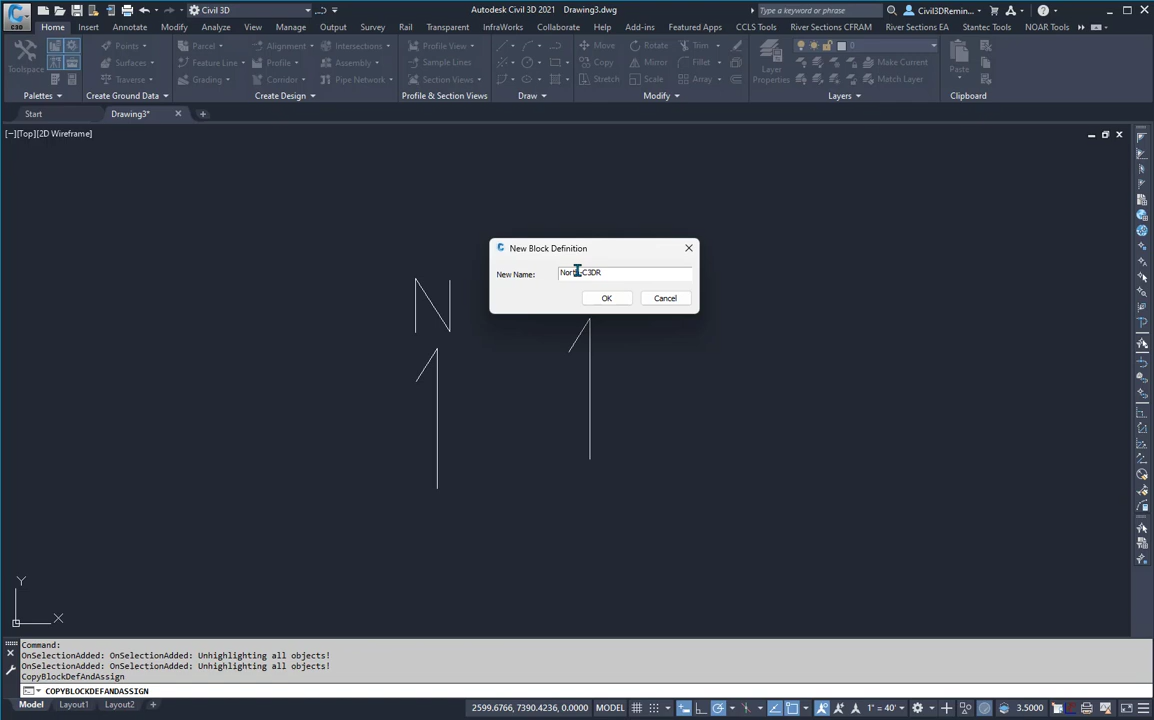 Civil 3D
Autodesk Civil 3D 2021 Drawing3.dwg
Type a keyword or phrase
Civil3DRemin...
C3D
Home Insert Annotate Modify Analyze View Manage Output Survey Rail Transparent InfraWorks Collaborate Help Add-ins Featured Apps CCLS Tools River Sections CFRAM River Sections EA Stantec Tools NOAR Tools
Toolspace
Points
Surfaces
Traverse
Parcel
Feature Line
Grading
Alignment
Profile
Corridor
Intersections
Assembly
Pipe Network
Profile View
Sample Lines
Section Views
Move
Copy
Stretch
Rotate
Mirror
Scale
Trim
Fillet
Array
Layer
Properties
0
Make Current
Match Layer
Paste
Palettes Create Ground Data Create Design Profile & Section Views Draw Modify Layers Clipboard
Start Drawing3*
[−][Top][2D Wireframe]
New Block Definition
New Name:
North-C3DR
OK Cancel
N
Y
X
Command:
OnSelectionAdded: OnSelectionAdded: Unhighlighting all objects!
OnSelectionAdded: OnSelectionAdded: Unhighlighting all objects!
CopyBlockDefAndAssign
COPYBLOCKDEFANDASSIGN
Model Layout1 Layout2
2599.6766, 7390.4236, 0.0000 MODEL
1" = 40'
3.5000